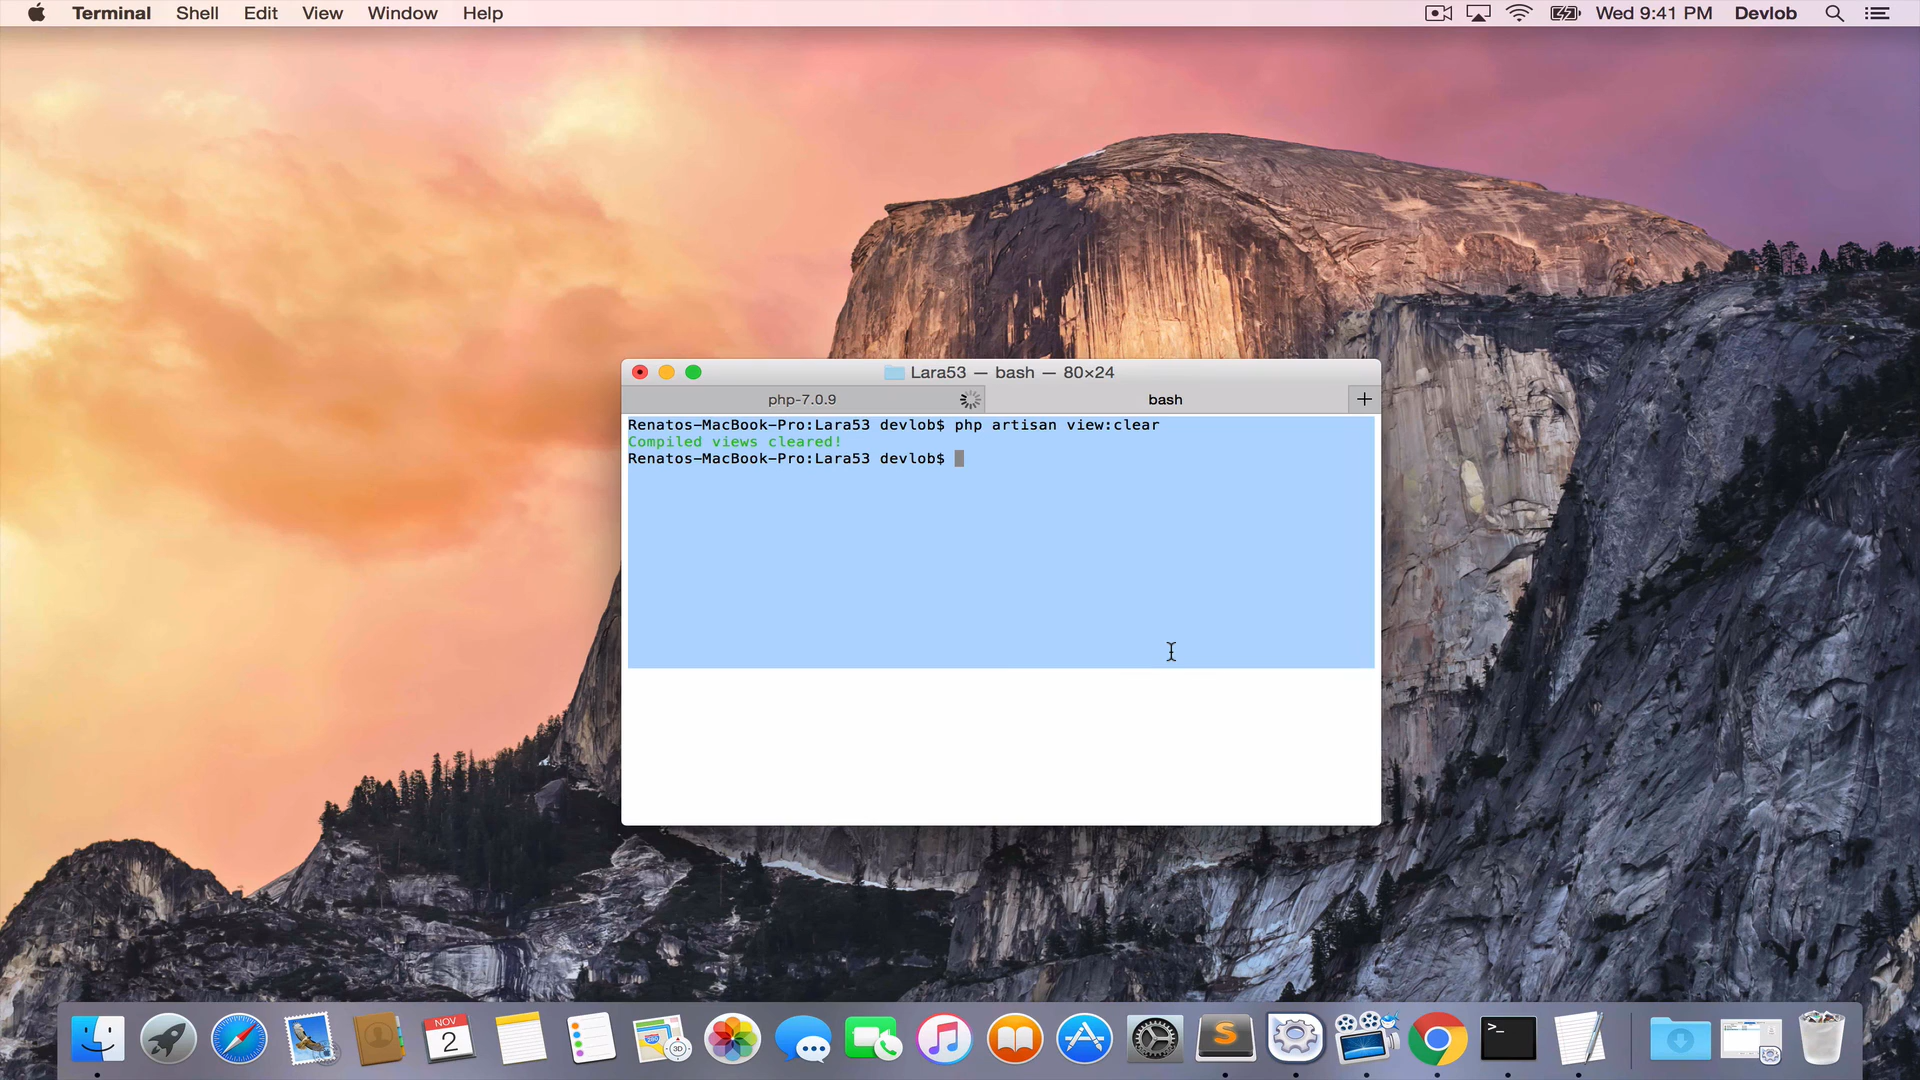 Terminal Shell Edit View Window Help Wed 9:41 PM Devlob
Lara53 — bash — 80×24
php-7.0.9 bash +
Renatos-MacBook-Pro:Lara53 devlob$ php artisan view:clear
Compiled views cleared!
Renatos-MacBook-Pro:Lara53 devlob$
NOV
2
280
3D
S
>_